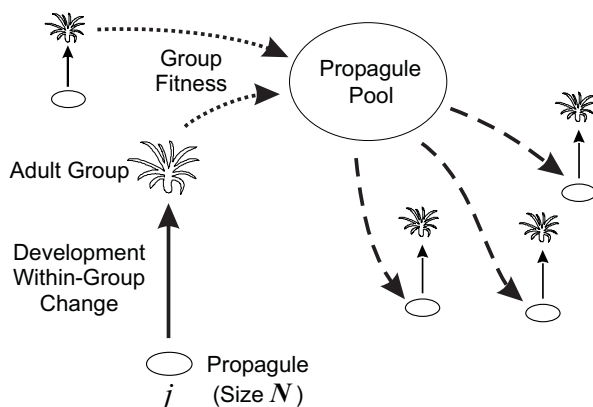 Group
Fitness
Propagule
Pool
Adult Group
Development
Within-Group
Change
Propagule
j (Size N)